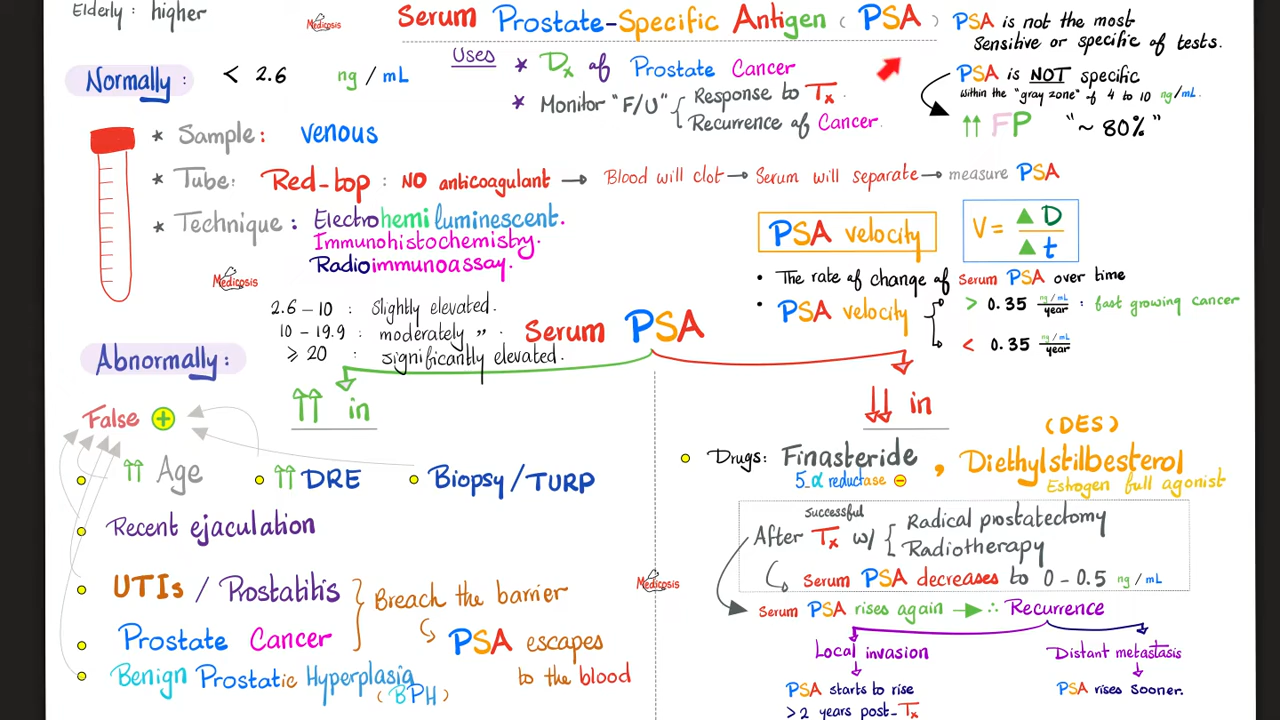 Elderly: higher
Medicosis
Serum Prostate-Specific Antigen (PSA)
PSA is not the most
sensitive or specific of tests.
Normally: < 2.6 ng/mL
Uses
* Dx of Prostate Cancer
* Monitor "F/U" { Response to Tx.
Recurrence of Cancer.
PSA is NOT specific
within the "gray zone" of 4 to 10 ng/mL.
↑↑ FP "~ 80%"
* Sample: venous
* Tube: Red-top: NO anticoagulant → Blood will clot → Serum will separate → measure PSA
* Technique: Electrohemiluminescent.
Immunohistochemistry.
Radioimmunoassay.
Medicosis
PSA velocity
V = ▲D / ▲t
• The rate of change of Serum PSA over time
• PSA velocity { > 0.35 ng/mL/year : fast growing cancer
< 0.35 ng/mL/year
Abnormally:
2.6 – 10 : Slightly elevated.
10 – 19.9 : moderately ”.
≥ 20 : significantly elevated.
Serum PSA
↑↑ in
False +
↑↑ Age
↑↑ DRE
Biopsy/TURP
Recent ejaculation
UTIs / Prostatitis
Prostate Cancer
} Breach the barrier
PSA escapes
to the blood
Benign Prostatic Hyperplasia
(BPH)
Medicosis
↓↓ in
Drugs: Finasteride, Diethylstilbesterol
(DES)
5-α reductase −
Estrogen full agonist
After successful Tx w/ { Radical prostatectomy
Radiotherapy
Serum PSA decreases to 0 – 0.5 ng/mL
Serum PSA rises again → ∴ Recurrence
Local invasion
PSA starts to rise
> 2 years post-Tx
Distant metastasis
PSA rises sooner.